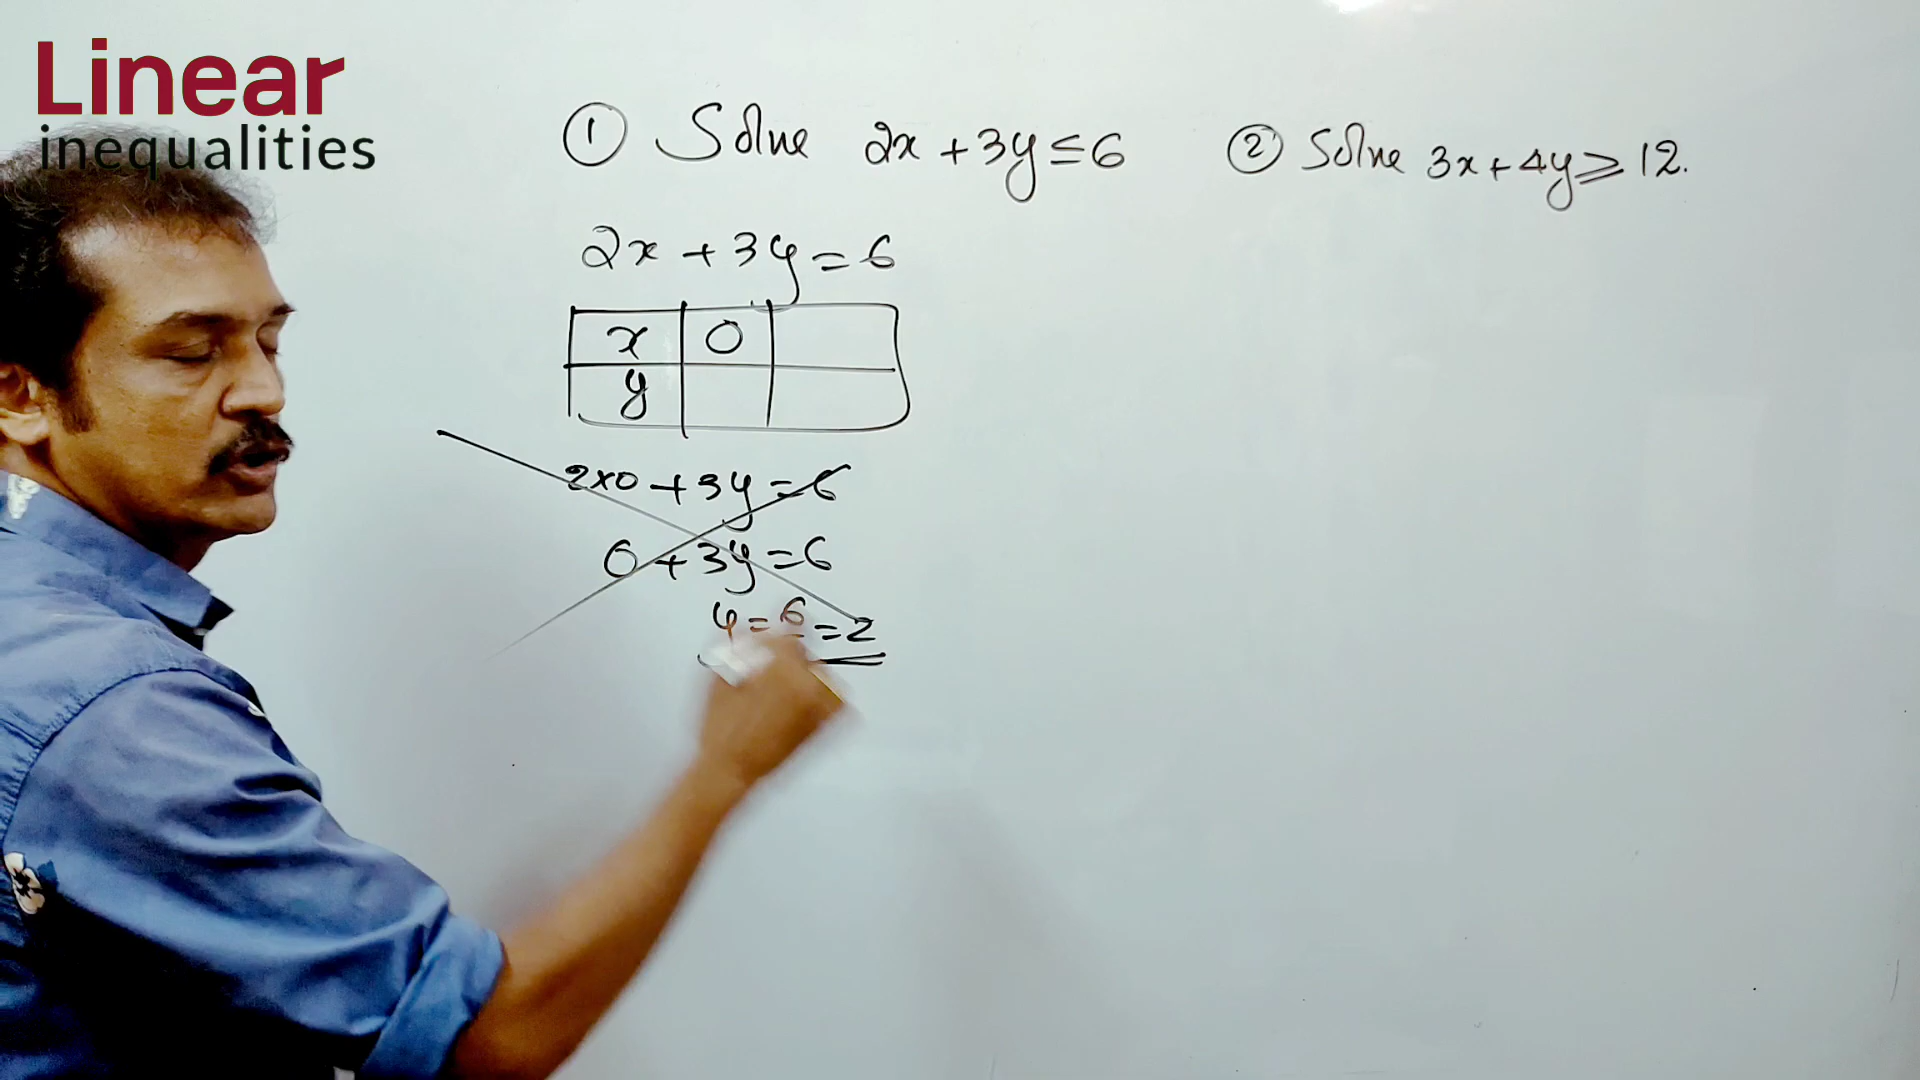 Linear
inequalities
① Solve 2x + 3y ≤ 6
② Solve 3x + 4y ⩾ 12.
2x + 3y = 6
x 0
y
2x0 + 3y = 6
0 + 3y = 6
y = 6 = 2